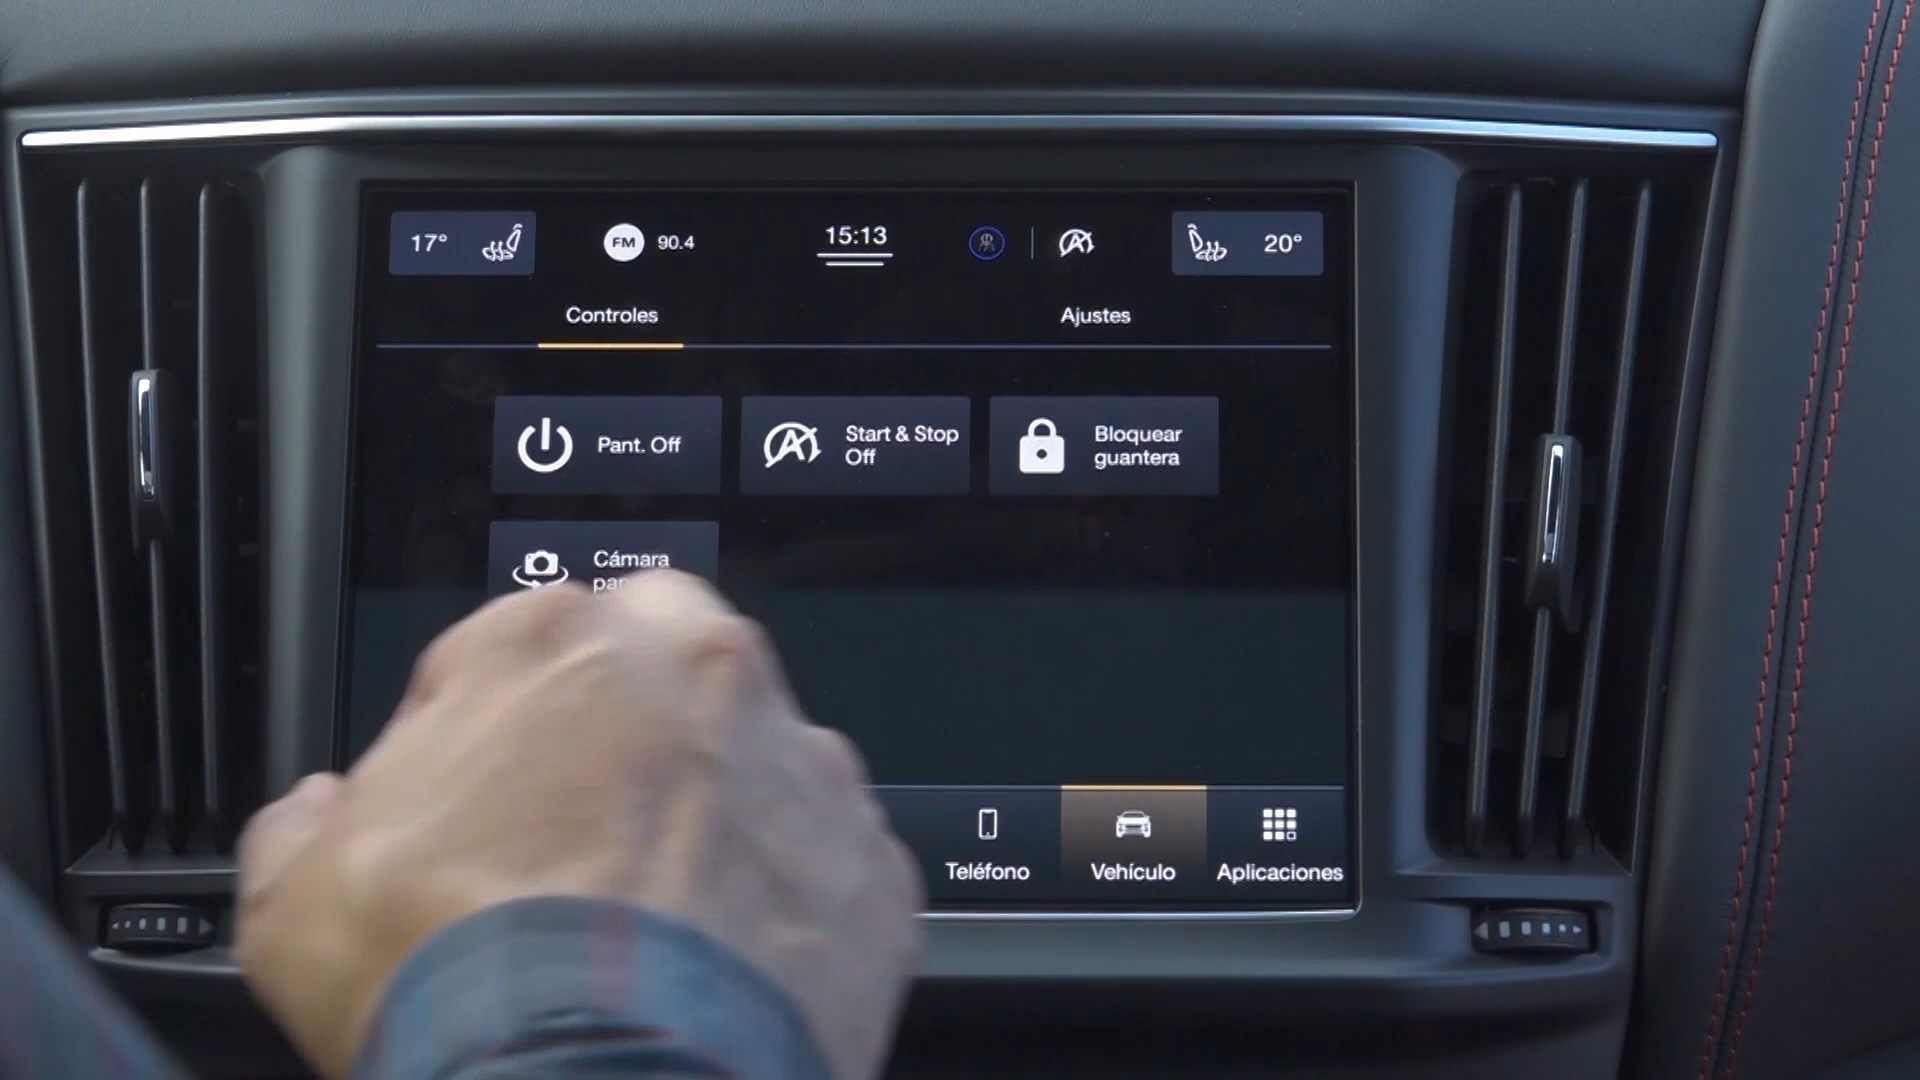 17°
FM 90.4
15:13
20°
Controles
Ajustes
Pant. Off
Start & Stop
Off
Bloquear
guantera
Cámara
Teléfono
Vehículo
Aplicaciones